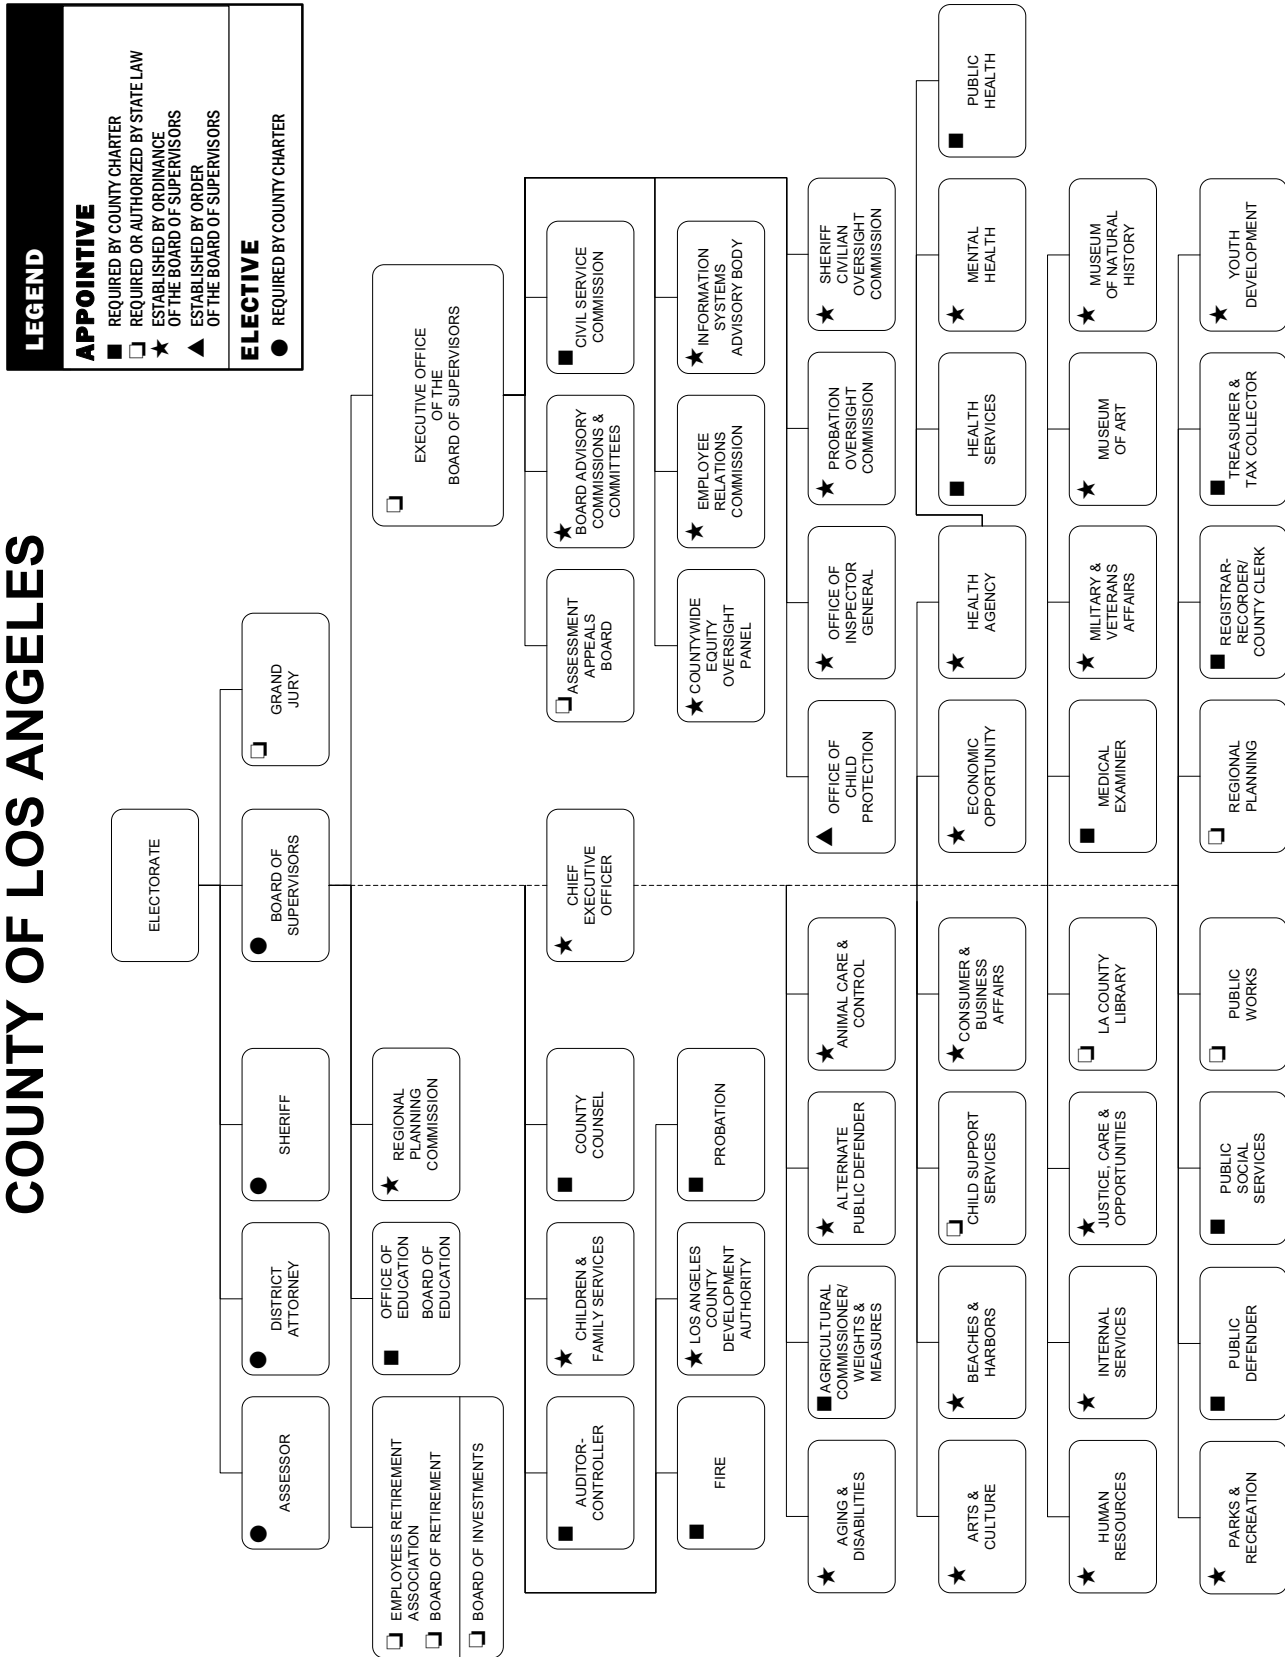 COUNTY OF LOS ANGELES
LEGEND
APPOINTIVE
REQUIRED BY COUNTY CHARTER
REQUIRED OR AUTHORIZED BY STATE LAW
ESTABLISHED BY ORDINANCE
OF THE BOARD OF SUPERVISORS
ESTABLISHED BY ORDER
OF THE BOARD OF SUPERVISORS
ELECTIVE
REQUIRED BY COUNTY CHARTER
ELECTORATE
ASSESSOR
DISTRICT
ATTORNEY
SHERIFF
BOARD OF
SUPERVISORS
GRAND
JURY
EMPLOYEES RETIREMENT
ASSOCIATION
BOARD OF RETIREMENT
BOARD OF INVESTMENTS
OFFICE OF
EDUCATION
BOARD OF
EDUCATION
REGIONAL
PLANNING
COMMISSION
EXECUTIVE OFFICE
OF THE
BOARD OF SUPERVISORS
AUDITOR-
CONTROLLER
CHILDREN &
FAMILY SERVICES
COUNTY
COUNSEL
CHIEF
EXECUTIVE
OFFICER
ASSESSMENT
APPEALS
BOARD
BOARD ADVISORY
COMMISSIONS &
COMMITTEES
CIVIL SERVICE
COMMISSION
FIRE
LOS ANGELES
COUNTY
DEVELOPMENT
AUTHORITY
PROBATION
COUNTYWIDE
EQUITY
OVERSIGHT
PANEL
EMPLOYEE
RELATIONS
COMMISSION
INFORMATION
SYSTEMS
ADVISORY BODY
AGING &
DISABILITIES
AGRICULTURAL
COMMISSIONER/
WEIGHTS &
MEASURES
ALTERNATE
PUBLIC DEFENDER
ANIMAL CARE &
CONTROL
OFFICE OF
CHILD
PROTECTION
OFFICE OF
INSPECTOR
GENERAL
PROBATION
OVERSIGHT
COMMISSION
SHERIFF
CIVILIAN
OVERSIGHT
COMMISSION
ARTS &
CULTURE
BEACHES &
HARBORS
CHILD SUPPORT
SERVICES
CONSUMER &
BUSINESS
AFFAIRS
ECONOMIC
OPPORTUNITY
HEALTH
AGENCY
HEALTH
SERVICES
MENTAL
HEALTH
PUBLIC
HEALTH
HUMAN
RESOURCES
INTERNAL
SERVICES
JUSTICE, CARE &
OPPORTUNITIES
LA COUNTY
LIBRARY
MEDICAL
EXAMINER
MILITARY &
VETERANS
AFFAIRS
MUSEUM
OF ART
MUSEUM
OF NATURAL
HISTORY
PARKS &
RECREATION
PUBLIC
DEFENDER
PUBLIC
SOCIAL
SERVICES
PUBLIC
WORKS
REGIONAL
PLANNING
REGISTRAR-
RECORDER/
COUNTY CLERK
TREASURER &
TAX COLLECTOR
YOUTH
DEVELOPMENT